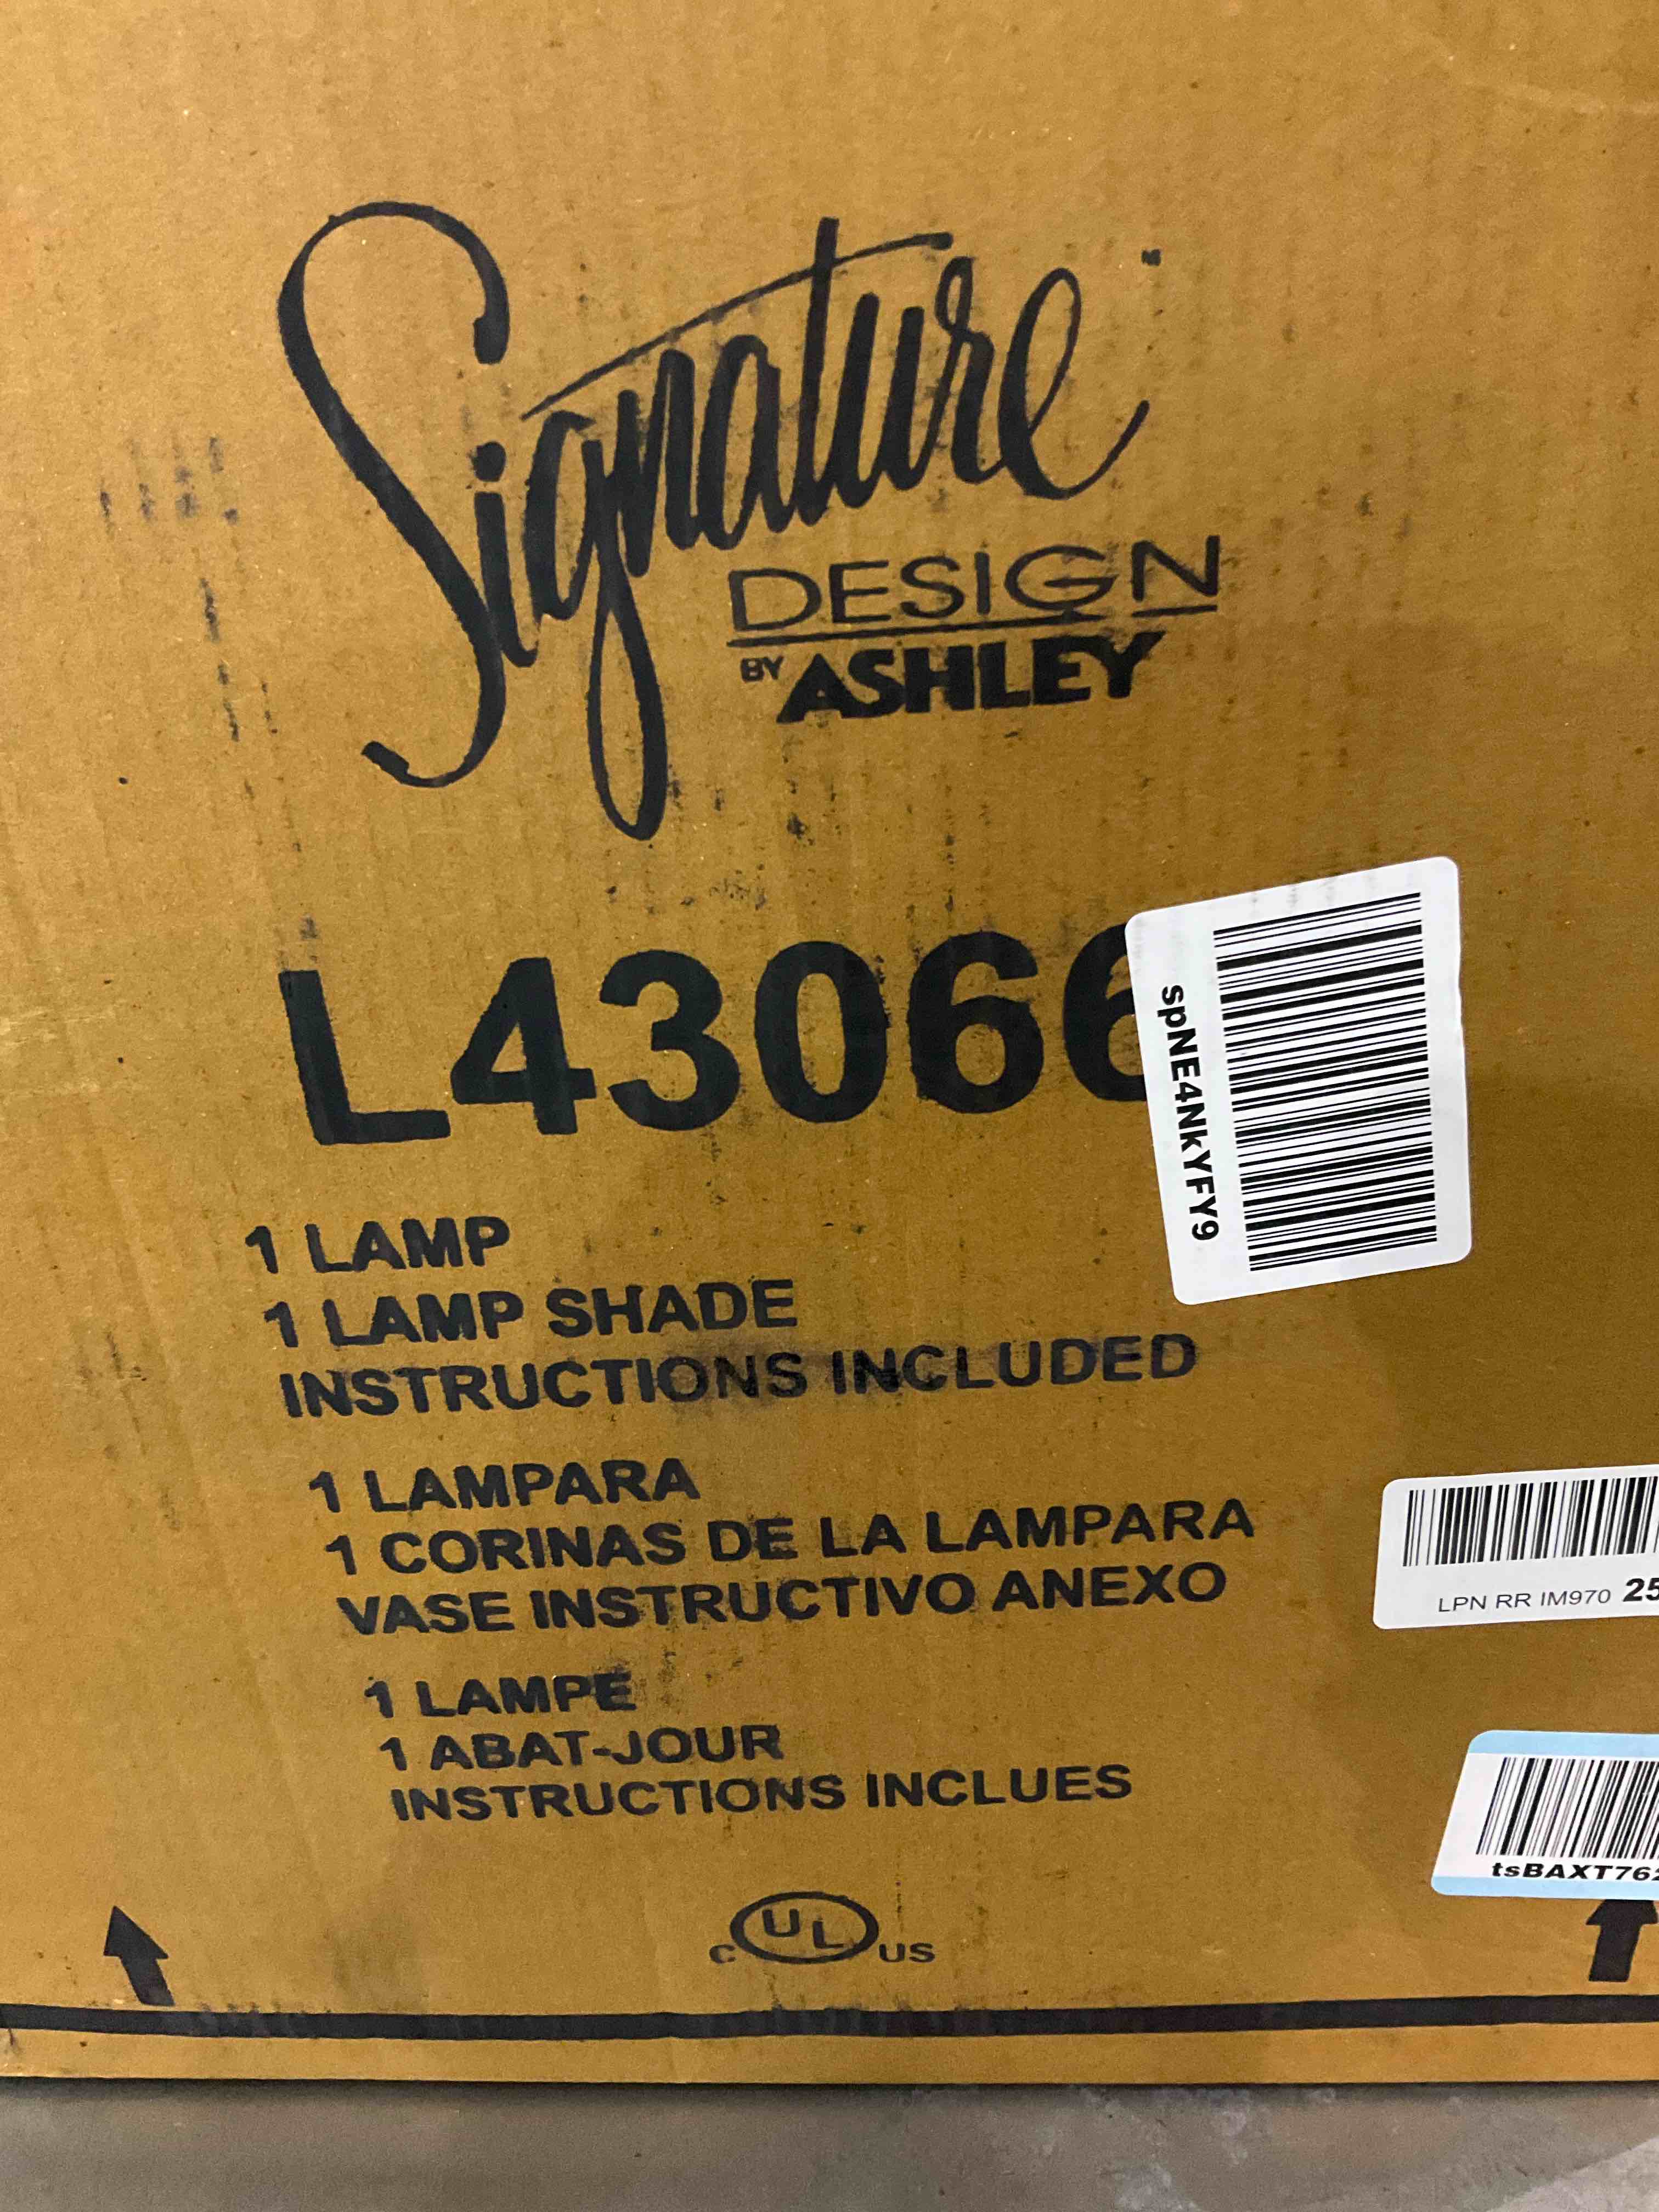 Signature
DESIGN
BY ASHLEY
L43066
spNE4NkYFY9
1 LAMP
1 LAMP SHADE
INSTRUCTIONS INCLUDED
1 LAMPARA
1 CORINAS DE LA LAMPARA
VASE INSTRUCTIVO ANEXO
LPN RR IM970 25
1 LAMPE
1 ABAT-JOUR
INSTRUCTIONS INCLUES
tsBAXT762
C UL US